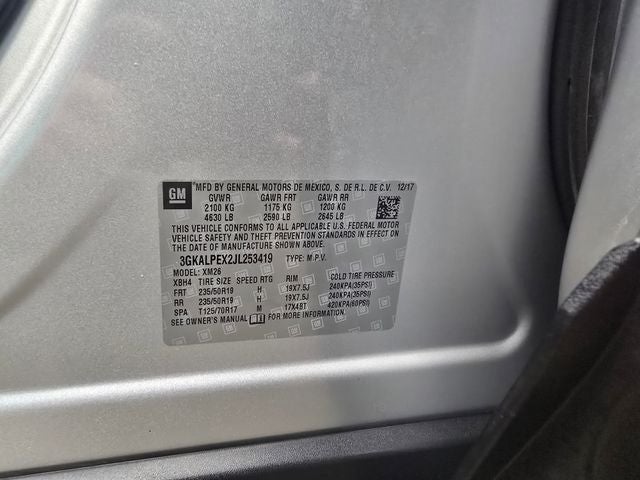 GM
MFD BY GENERAL MOTORS DE MEXICO, S. DE R.L. DE C.V. 12/17
GVWR GAWR FRT GAWR RR
2100 KG 1175 KG 1200 KG
4630 LB 2590 LB 2645 LB
THIS VEHICLE CONFORMS TO ALL APPLICABLE U.S. FEDERAL MOTOR
VEHICLE SAFETY AND THEFT PREVENTION STANDARDS IN EFFECT ON
THE DATE OF MANUFACTURE SHOWN ABOVE.
3GKALPEX2JL253419 TYPE: M.P.V.
MODEL: XM26
XBH4 TIRE SIZE SPEED RTG RIM COLD TIRE PRESSURE
FRT 235/50R19 H 19X7.5J 240KPA(35PSI)
RR 235/50R19 H 19X7.5J 240KPA(35PSI)
SPA T125/70R17 M 17X4BT 420KPA(60PSI)
SEE OWNER'S MANUAL FOR MORE INFORMATION.